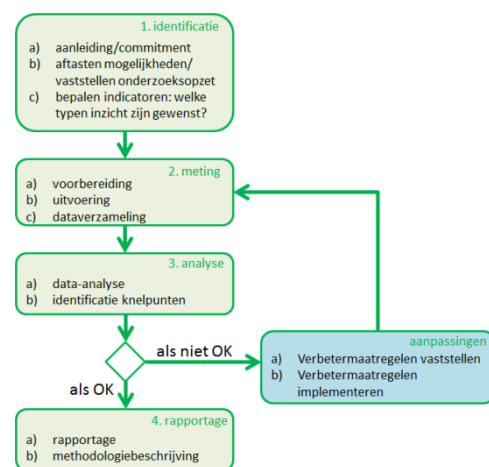 1. identificatie
a) aanleiding/commitment
b) aftasten mogelijkheden/
vaststellen onderzoeksopzet
c) bepalen indicatoren: welke
typen inzicht zijn gewenst?
2. meting
a) voorbereiding
b) uitvoering
c) dataverzameling
3. analyse
a) data-analyse
b) identificatie knelpunten
als niet OK
aanpassingen
a) Verbetermaatregelen vaststellen
b) Verbetermaatregelen
implementeren
als OK
4. rapportage
a) rapportage
b) methodologiebeschrijving